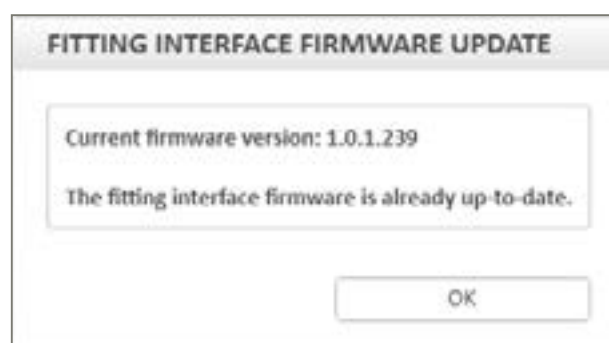 FITTING INTERFACE FIRMWARE UPDATE
Current firmware version: 1.0.1.239
The fitting interface firmware is already up-to-date.
OK